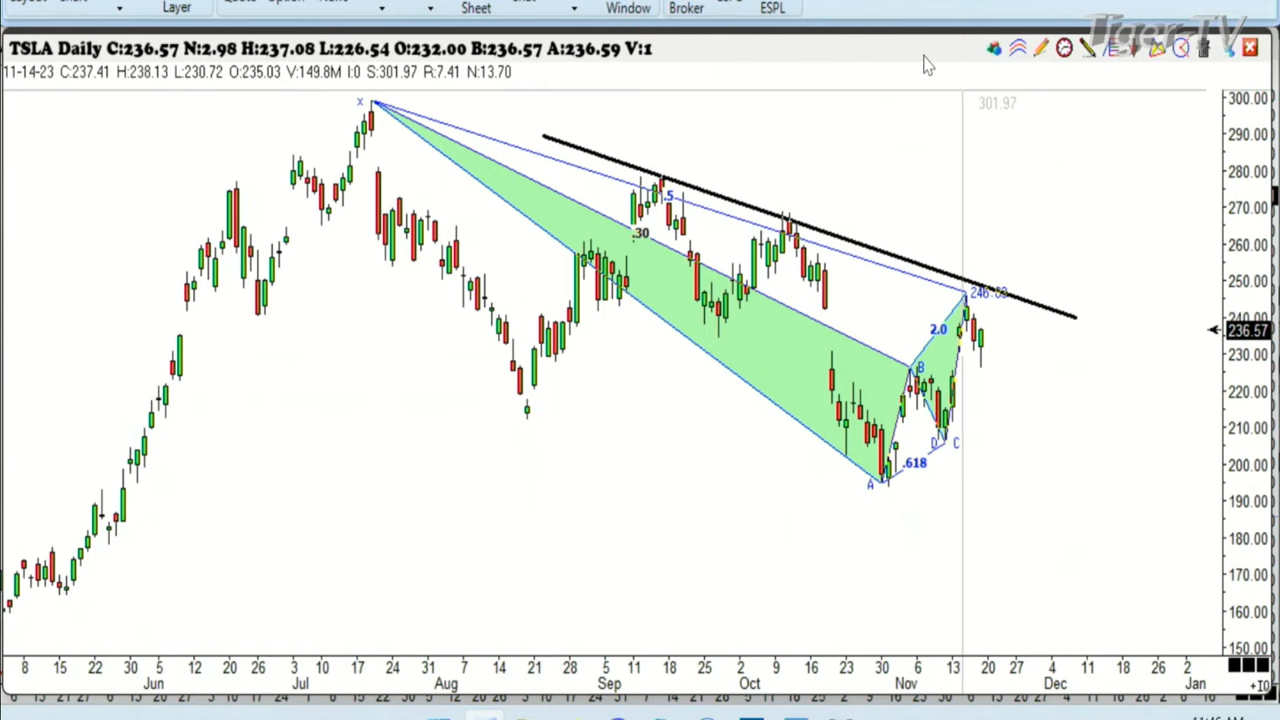 Layer
Sheet
Window
Broker
ESPL
Tiger-TV
TSLA Daily C:236.57 N:2.98 H:237.08 L:226.54 O:232.00 B:236.57 A:236.59 V:1
11-14-23 C:237.41 H:238.13 L:230.72 O:235.03 V:149.8M I:0 S:301.97 R:7.41 N:13.70
301.97
X
.5
.30
246.83
2.0
B
D C
.618
A
300.00
290.00
280.00
270.00
260.00
250.00
240.00
236.57
230.00
220.00
210.00
200.00
190.00
180.00
170.00
160.00
150.00
8 15 22 30 5 12 20 26 3 10 17 24 31 7 14 21 28 5 11 18 25 2 9 16 23 30 6 13 20 27 4 11 18 26 2
Jun Jul Aug Sep Oct Nov Dec Jan